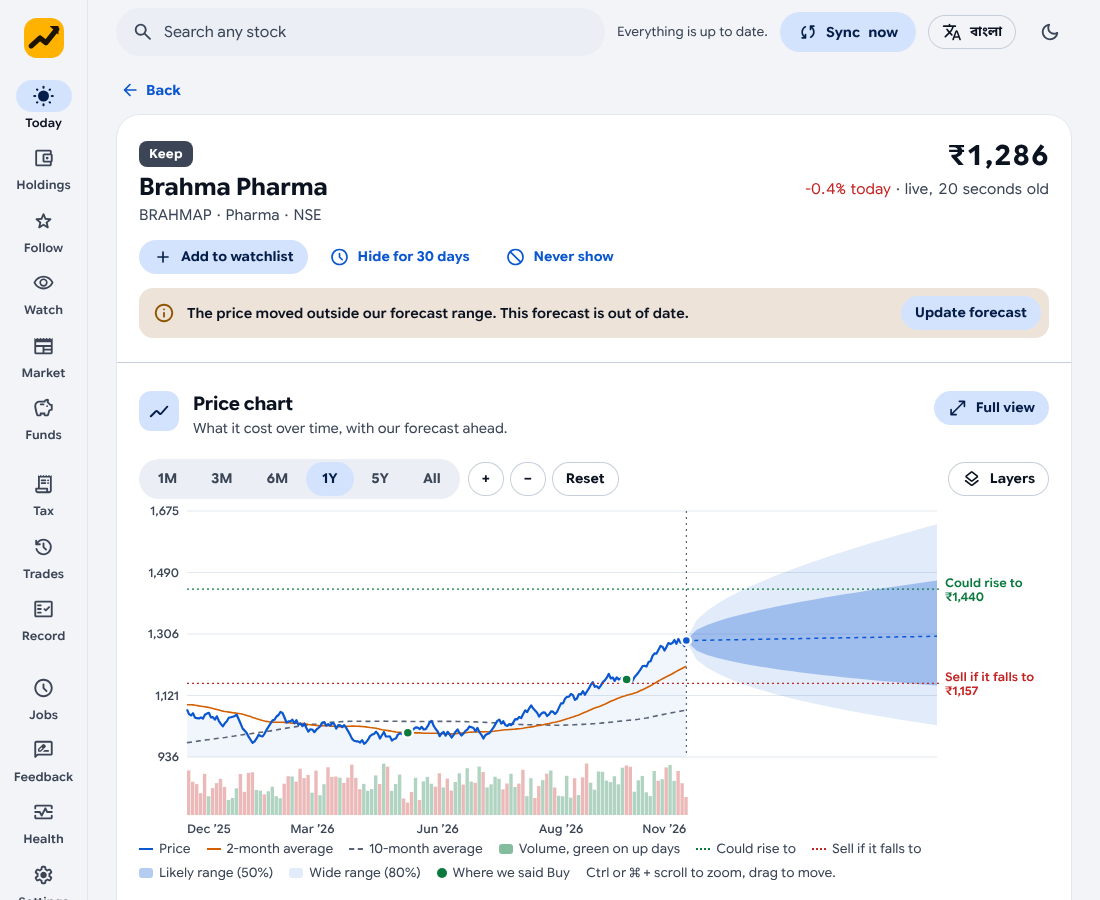 Search any stock
Everything is up to date.
Sync now
বাংলা
Today
Holdings
Follow
Watch
Market
Funds
Tax
Trades
Record
Jobs
Feedback
Health
Back
Keep
Brahma Pharma
BRAHMAP · Pharma · NSE
₹1,286
-0.4% today · live, 20 seconds old
Add to watchlist
Hide for 30 days
Never show
The price moved outside our forecast range. This forecast is out of date.
Update forecast
Price chart
What it cost over time, with our forecast ahead.
Full view
1M 3M 6M 1Y 5Y All + − Reset
Layers
1,675
1,490
1,306
1,121
936
Could rise to
₹1,440
Sell if it falls to
₹1,157
Dec ’25 Mar ’26 Jun ’26 Aug ’26 Nov ’26
Price 2-month average 10-month average Volume, green on up days Could rise to Sell if it falls to
Likely range (50%) Wide range (80%) Where we said Buy Ctrl or ⌘ + scroll to zoom, drag to move.